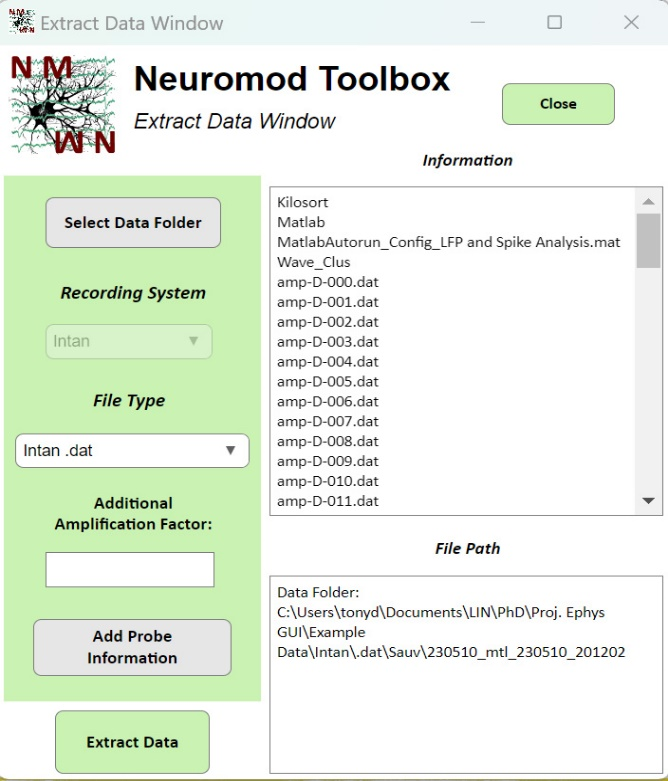 Extract Data Window
NM
Neuromod Toolbox
Extract Data Window
Close
Select Data Folder
Recording System
Intan
File Type
Intan .dat
Additional
Amplification Factor:
Add Probe
Information
Extract Data
Information
Kilosort
Matlab
MatlabAutorun_Config_LFP and Spike Analysis.mat
Wave_Clus
amp-D-000.dat
amp-D-001.dat
amp-D-002.dat
amp-D-003.dat
amp-D-004.dat
amp-D-005.dat
amp-D-006.dat
amp-D-007.dat
amp-D-008.dat
amp-D-009.dat
amp-D-010.dat
amp-D-011.dat
File Path
Data Folder:
C:\Users\tonyd\Documents\LIN\PhD\Proj. Ephys
GUI\Example
Data\Intan\.dat\Sauv\230510_mtl_230510_201202